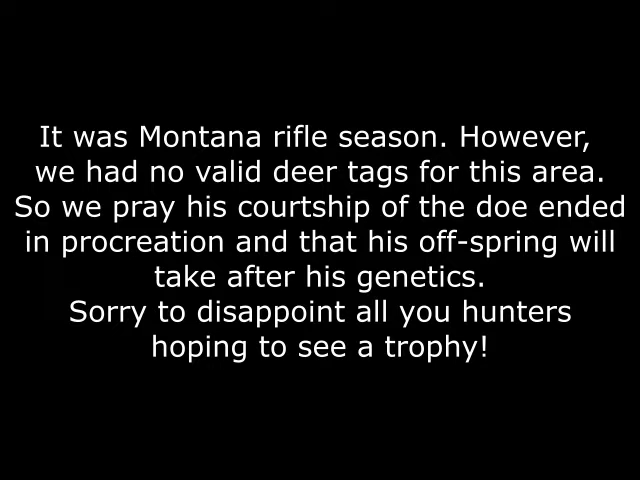 It was Montana rifle season. However,
we had no valid deer tags for this area.
So we pray his courtship of the doe ended
in procreation and that his off-spring will
take after his genetics.
Sorry to disappoint all you hunters
hoping to see a trophy!